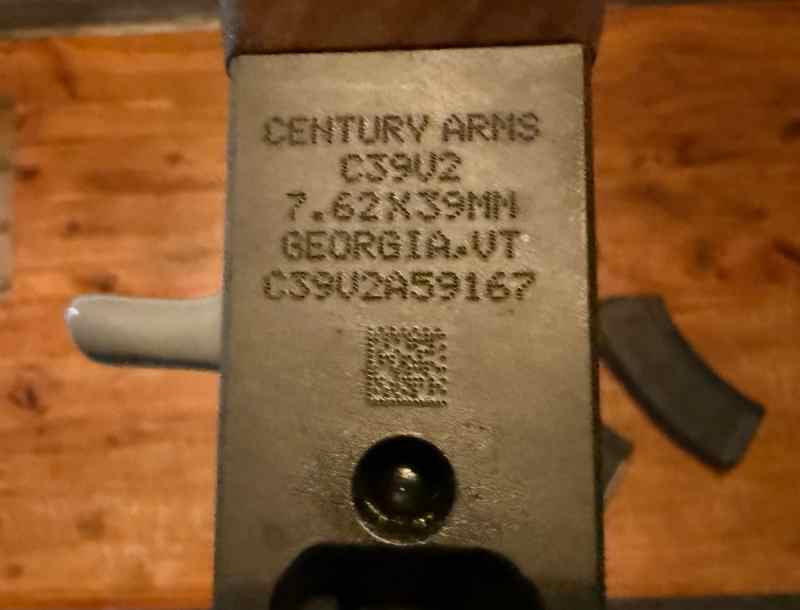 CENTURY ARMS
C39V2
7.62X39MM
GEORGIA.VT
C39V2A59167